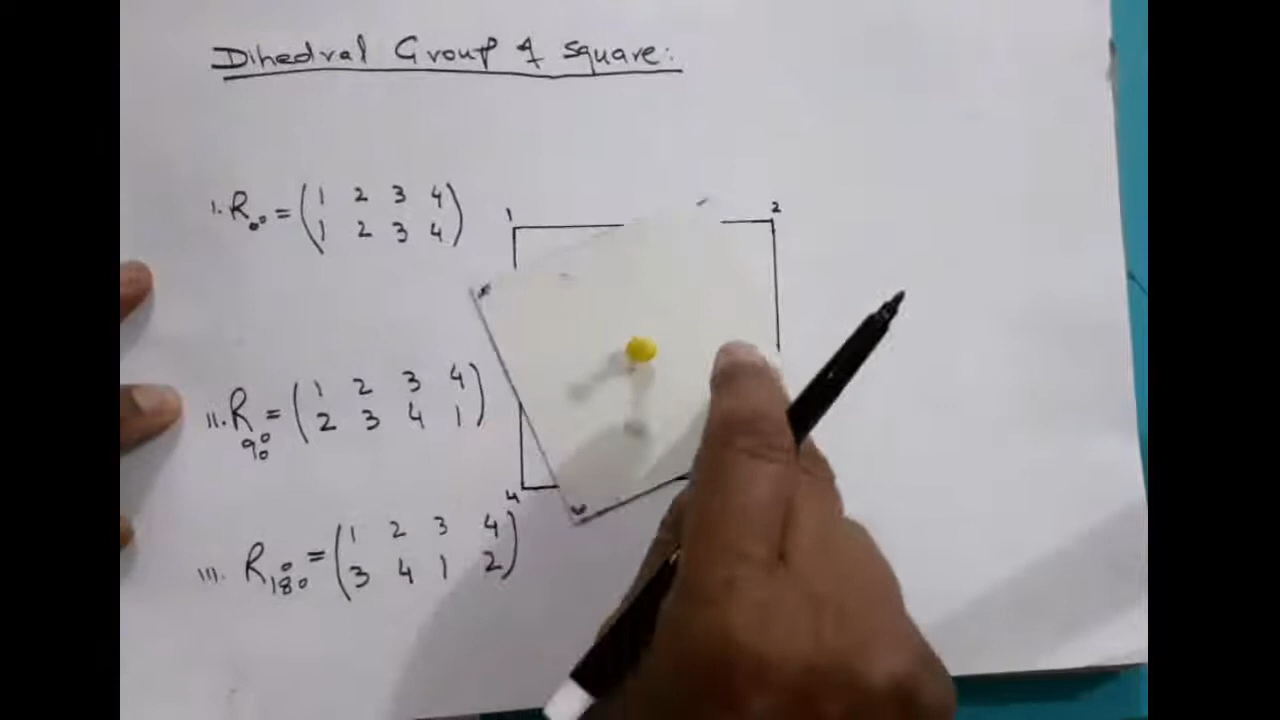 Dihedral Group of square:
1 2
I. R₀° = (1 2 3 4
1 2 3 4)
II. R₉₀° = (1 2 3 4
2 3 4 1)
4
III. R₁₈₀° = (1 2 3 4
3 4 1 2)